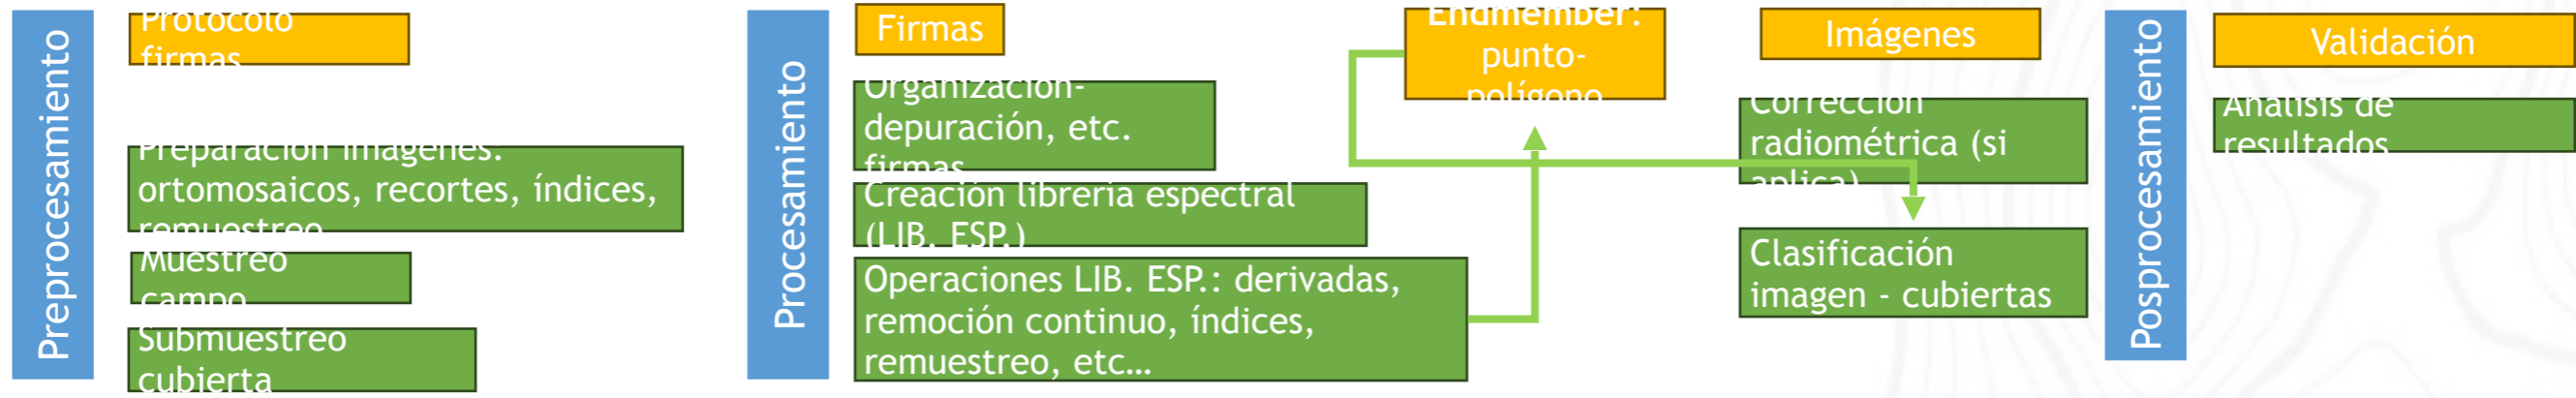 Preprocesamiento
Protocolo
firmas
Preparación imágenes:
ortomosaicos, recortes, índices,
remuestreo
Muestreo
campo
Submuestreo
cubierta
Procesamiento
Firmas
Organización-
depuración, etc.
firmas
Creación librería espectral
(LIB. ESP.)
Operaciones LIB. ESP.: derivadas,
remoción continuo, índices,
remuestreo, etc…
Endmember:
punto-
polígono
Imágenes
Corrección
radiométrica (si
aplica)
Clasificación
imagen - cubiertas
Posprocesamiento
Validación
Análisis de
resultados